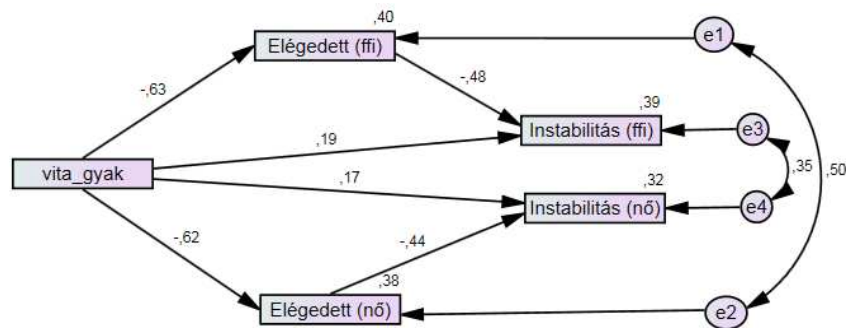 ,40
Elégedett (ffi)
e1
-,63
-,48
,39
,19
Instabilitás (ffi)
e3
vita_gyak
,35
,50
,17
,32
Instabilitás (nő)
e4
-,62
-,44
,38
Elégedett (nő)
e2